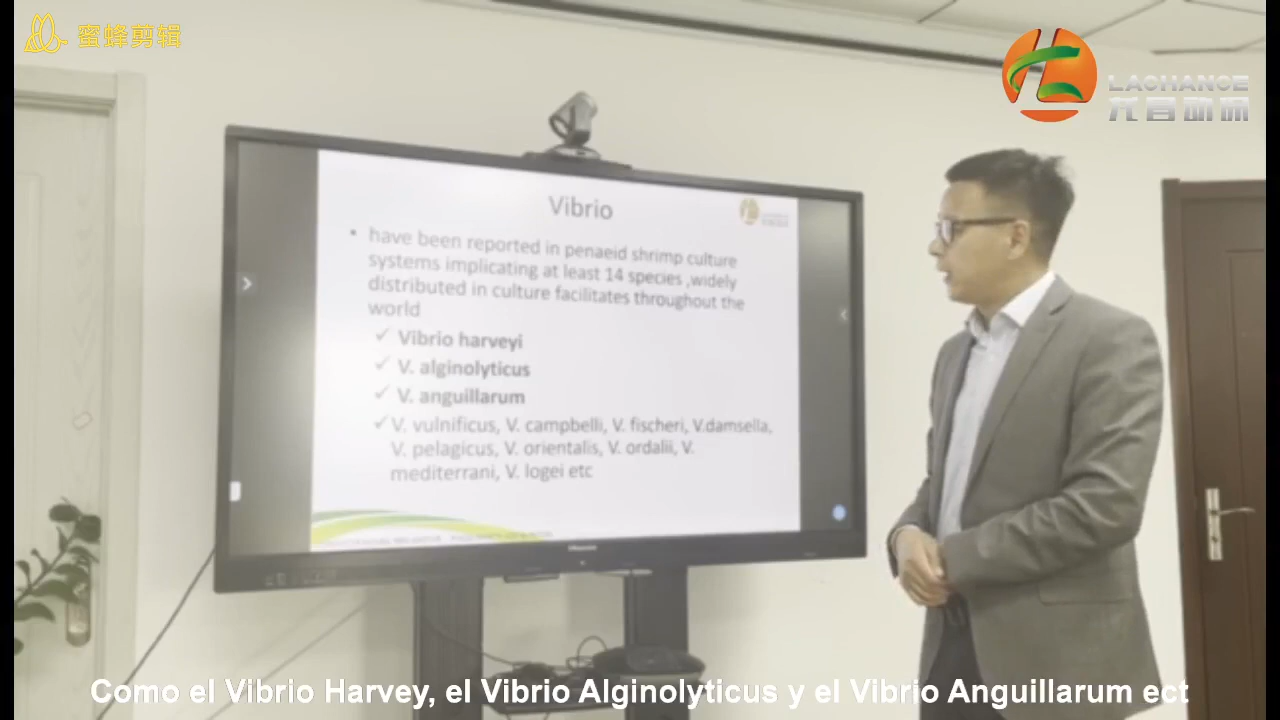 蜜蜂剪辑
LACHANCE
Vibrio
• have been reported in penaeid shrimp culture
systems implicating at least 14 species ,widely
distributed in culture facilitates throughout the
world
✓ Vibrio harveyi
✓ V. alginolyticus
✓ V. anguillarum
✓ V. vulnificus, V. campbelli, V. fischeri, V.damsella,
V. pelagicus, V. orientalis, V. ordalii, V.
mediterrani, V. logei etc
Como el Vibrio Harvey, el Vibrio Alginolyticus y el Vibrio Anguillarum ect